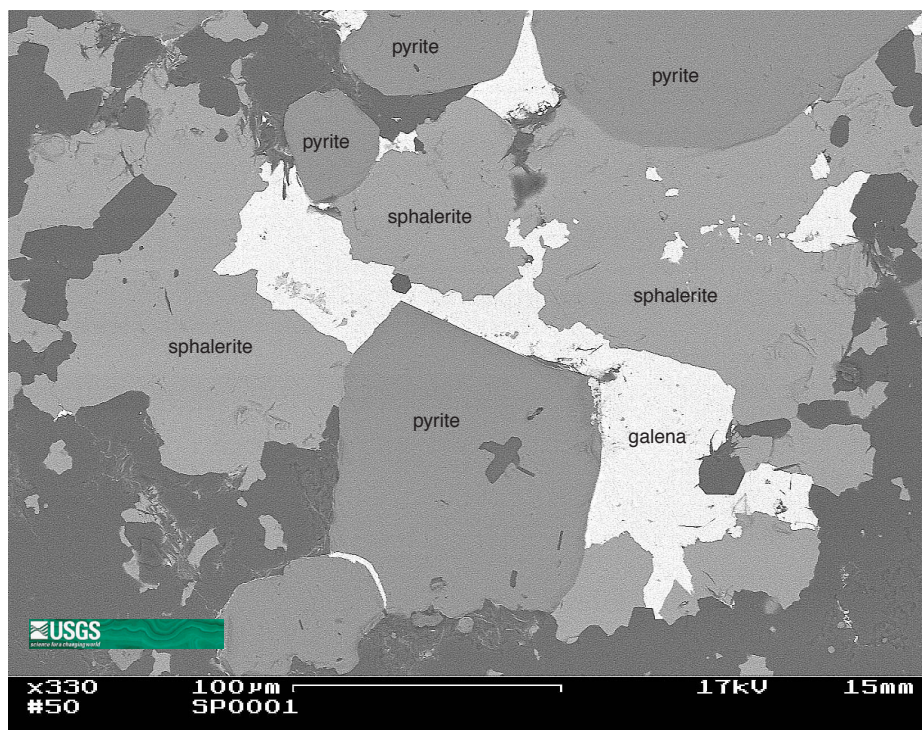 pyrite
pyrite
pyrite
sphalerite
sphalerite
sphalerite
pyrite
galena
USGS
science for a changing world
x330 100μm 17kV 15mm
#50 SP0001